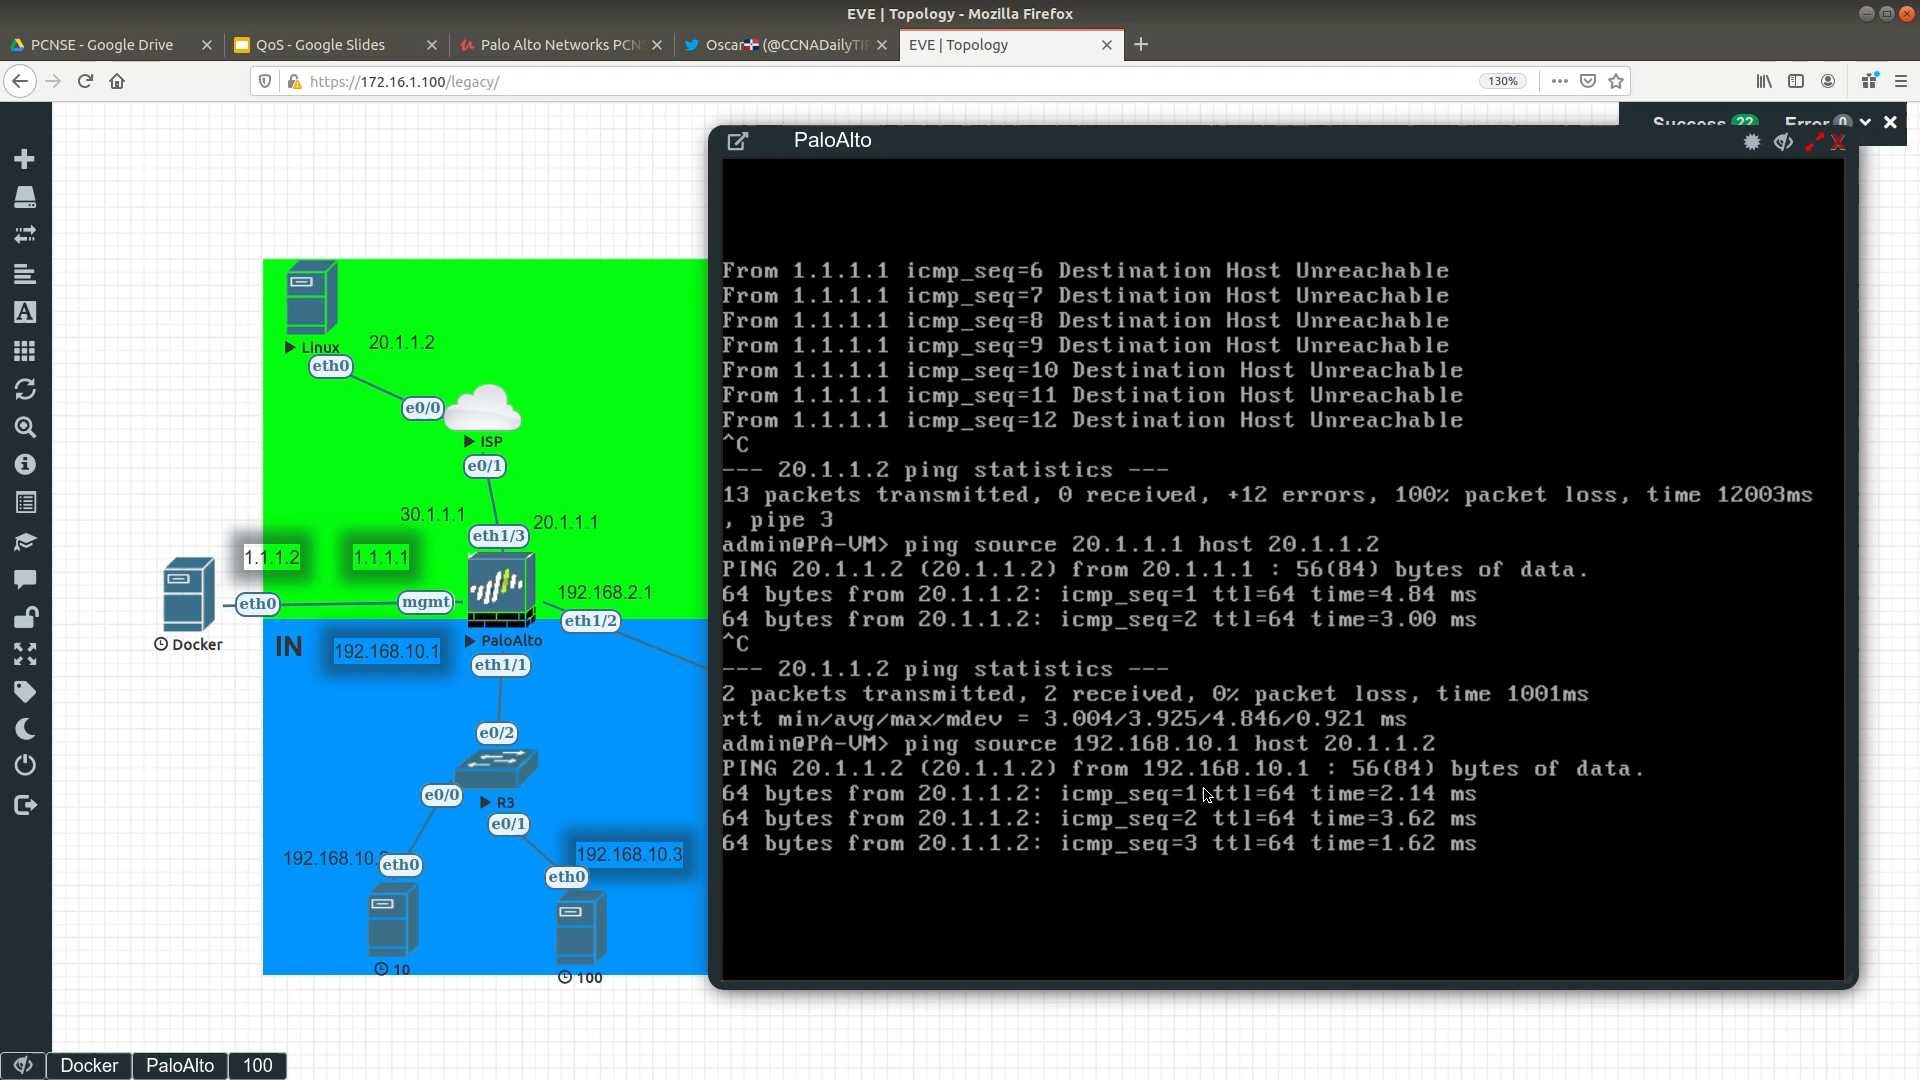 EVE | Topology - Mozilla Firefox
PCNSE - Google Drive
QoS - Google Slides
Palo Alto Networks PCN
Oscar (@CCNADailyTI
EVE | Topology
https://172.16.1.100/legacy/
130%
Success 22 Error 0
PaloAlto
From 1.1.1.1 icmp_seq=6 Destination Host Unreachable
From 1.1.1.1 icmp_seq=7 Destination Host Unreachable
From 1.1.1.1 icmp_seq=8 Destination Host Unreachable
From 1.1.1.1 icmp_seq=9 Destination Host Unreachable
From 1.1.1.1 icmp_seq=10 Destination Host Unreachable
From 1.1.1.1 icmp_seq=11 Destination Host Unreachable
From 1.1.1.1 icmp_seq=12 Destination Host Unreachable
^C
--- 20.1.1.2 ping statistics ---
13 packets transmitted, 0 received, +12 errors, 100% packet loss, time 12003ms
, pipe 3
admin@PA-VM> ping source 20.1.1.1 host 20.1.1.2
PING 20.1.1.2 (20.1.1.2) from 20.1.1.1 : 56(84) bytes of data.
64 bytes from 20.1.1.2: icmp_seq=1 ttl=64 time=4.84 ms
64 bytes from 20.1.1.2: icmp_seq=2 ttl=64 time=3.00 ms
^C
--- 20.1.1.2 ping statistics ---
2 packets transmitted, 2 received, 0% packet loss, time 1001ms
rtt min/avg/max/mdev = 3.004/3.925/4.846/0.921 ms
admin@PA-VM> ping source 192.168.10.1 host 20.1.1.2
PING 20.1.1.2 (20.1.1.2) from 192.168.10.1 : 56(84) bytes of data.
64 bytes from 20.1.1.2: icmp_seq=1 ttl=64 time=2.14 ms
64 bytes from 20.1.1.2: icmp_seq=2 ttl=64 time=3.62 ms
64 bytes from 20.1.1.2: icmp_seq=3 ttl=64 time=1.62 ms
20.1.1.2
Linux
eth0
e0/0
ISP
e0/1
30.1.1.1
20.1.1.1
eth1/3
1.1.1.2
1.1.1.1
192.168.2.1
eth0
mgmt
eth1/2
Docker
IN
192.168.10.1
PaloAlto
eth1/1
e0/2
e0/0
R3
e0/1
192.168.10.
192.168.10.3
eth0
eth0
10
100
Docker
PaloAlto
100